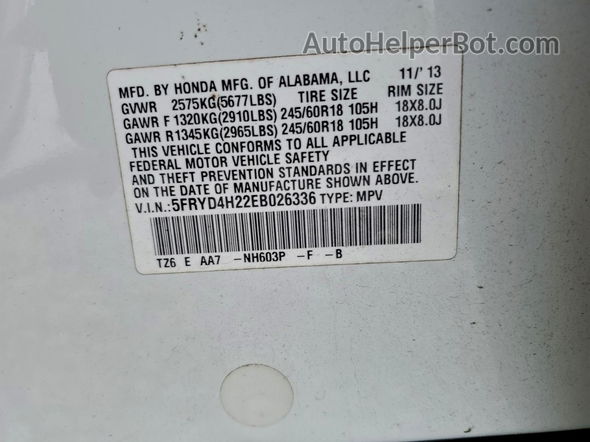 AutoHelperBot.com
MFD. BY HONDA MFG. OF ALABAMA, LLC 11/'13
GVWR 2575KG(5677LBS) TIRE SIZE RIM SIZE
GAWR F 1320KG(2910LBS) 245/60R18 105H 18X8.0J
GAWR R1345KG(2965LBS) 245/60R18 105H 18X8.0J
THIS VEHICLE CONFORMS TO ALL APPLICABLE
FEDERAL MOTOR VEHICLE SAFETY
AND THEFT PREVENTION STANDARDS IN EFFECT
ON DATE OF MANUFACTURE SHOWN ABOVE.
V.I.N.:5FRYD4H22EB026336 TYPE: MPV
TZ6 E AA7 -NH603P -F -B